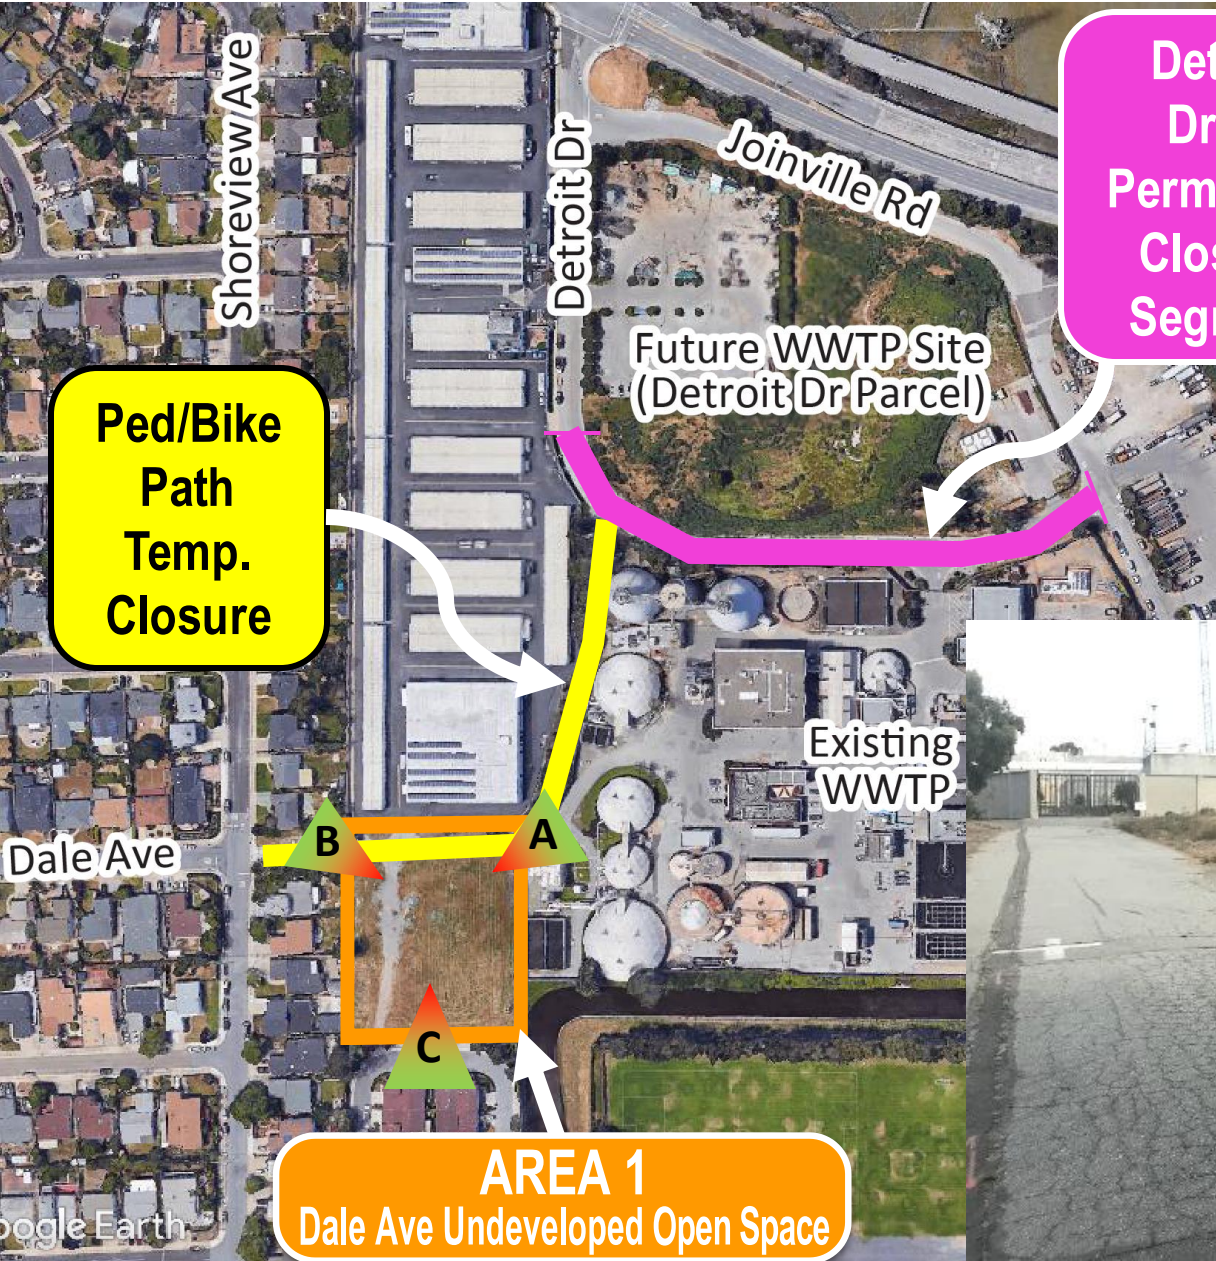 Shoreview Ave
Detroit Dr
Joinville Rd
Future WWTP Site
(Detroit Dr Parcel)
Ped/Bike
Path
Temp.
Closure
Existing
WWTP
Dale Ave
B
A
C
AREA 1
Dale Ave Undeveloped Open Space
Earth